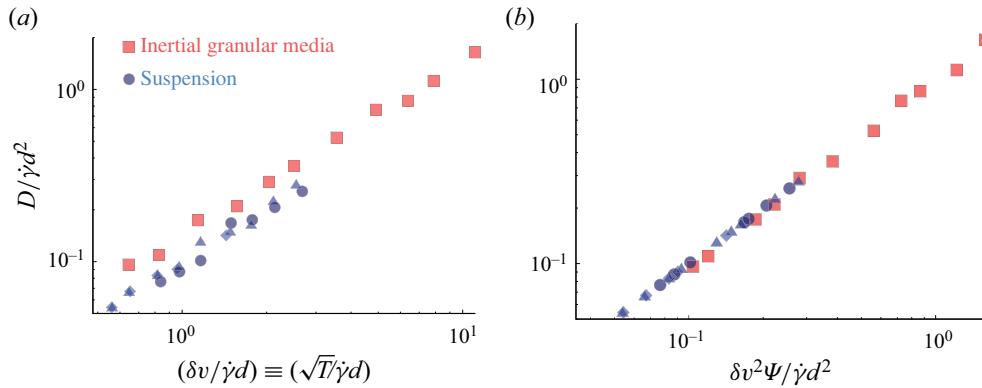 (a)
Inertial granular media
Suspension
10⁰
10⁻¹
D/γ̇d²
10⁰
10¹
(δv/γ̇d) ≡ (√T/γ̇d)
(b)
10⁰
10⁻¹
10⁻¹
10⁰
δv²Ψ/γ̇d²